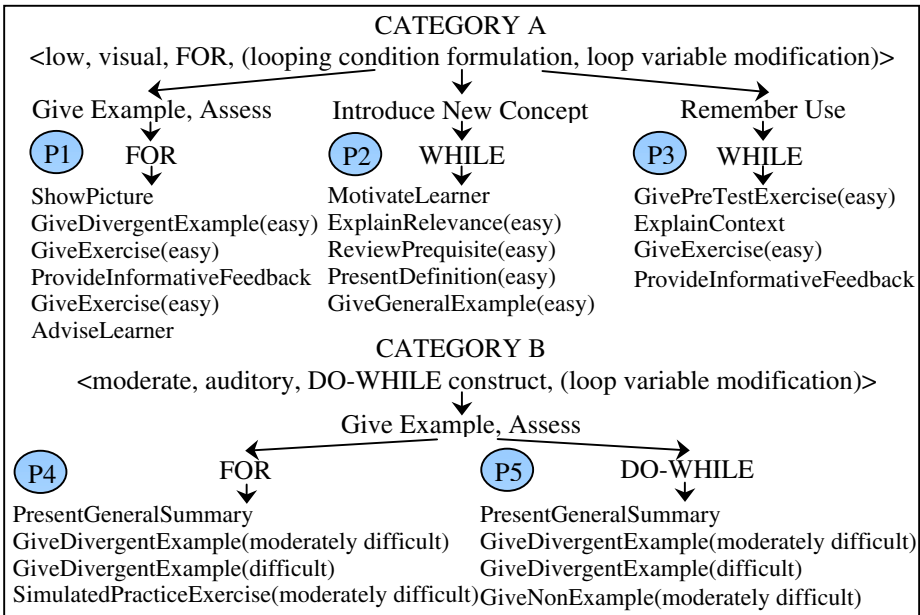 CATEGORY A
<low, visual, FOR, (looping condition formulation, loop variable modification)>
Give Example, Assess
Introduce New Concept
Remember Use
P1
FOR
ShowPicture
GiveDivergentExample(easy)
GiveExercise(easy)
ProvideInformativeFeedback
GiveExercise(easy)
AdviseLearner
P2
WHILE
MotivateLearner
ExplainRelevance(easy)
ReviewPrequisite(easy)
PresentDefinition(easy)
GiveGeneralExample(easy)
P3
WHILE
GivePreTestExercise(easy)
ExplainContext
GiveExercise(easy)
ProvideInformativeFeedback
CATEGORY B
<moderate, auditory, DO-WHILE construct, (loop variable modification)>
Give Example, Assess
P4
FOR
PresentGeneralSummary
GiveDivergentExample(moderately difficult)
GiveDivergentExample(difficult)
SimulatedPracticeExercise(moderately difficult)
P5
DO-WHILE
PresentGeneralSummary
GiveDivergentExample(moderately difficult)
GiveDivergentExample(difficult)
GiveNonExample(moderately difficult)